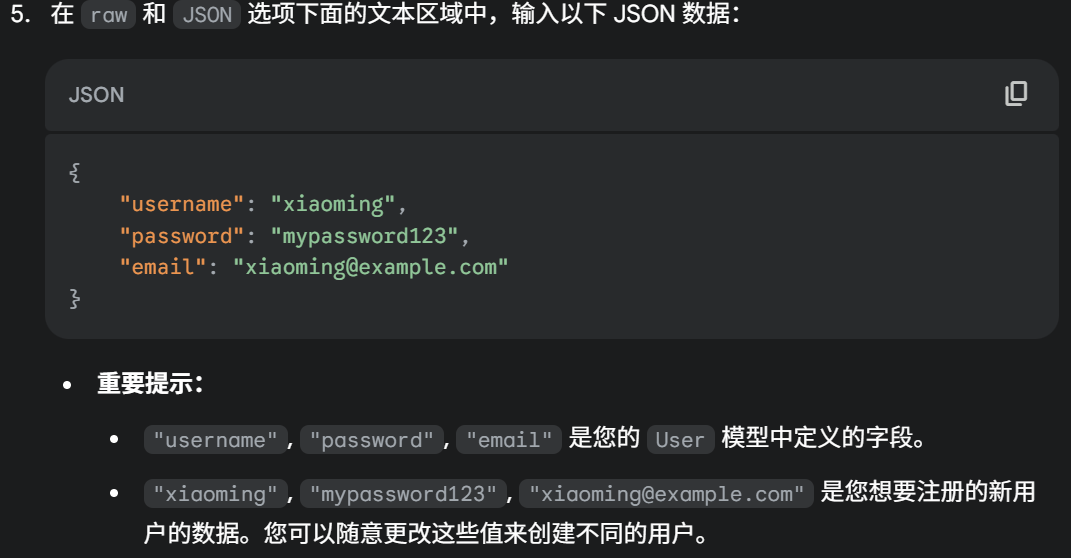 5. 在 raw 和 JSON 选项下面的文本区域中，输入以下 JSON 数据：
JSON
{
"username": "xiaoming",
"password": "mypassword123",
"email": "xiaoming@example.com"
}
• 重要提示：
• "username", "password", "email" 是您的 User 模型中定义的字段。
• "xiaoming", "mypassword123", "xiaoming@example.com" 是您想要注册的新用
户的数据。您可以随意更改这些值来创建不同的用户。